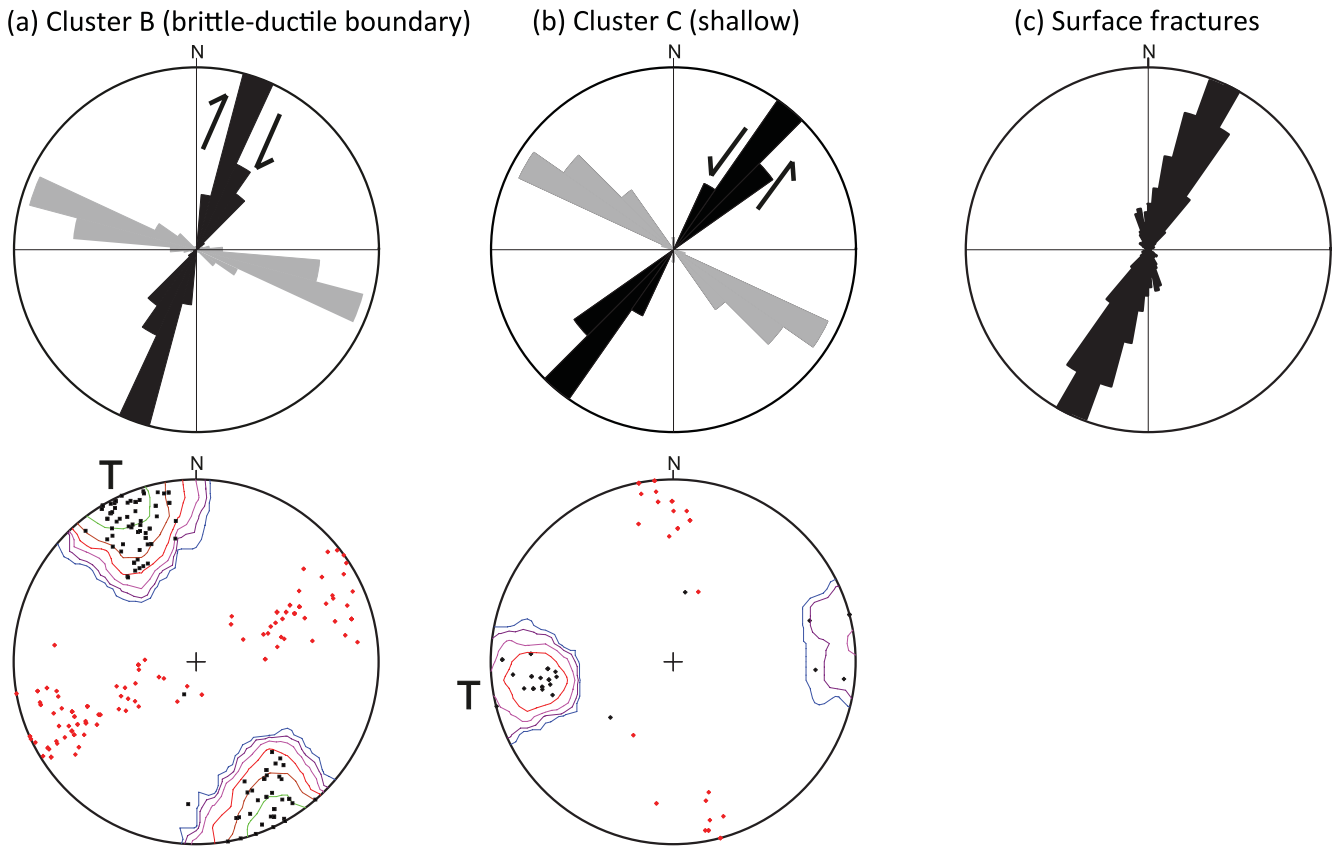 (a) Cluster B (brittle-ductile boundary)
(b) Cluster C (shallow)
(c) Surface fractures
N
N
N
T
N
N
T